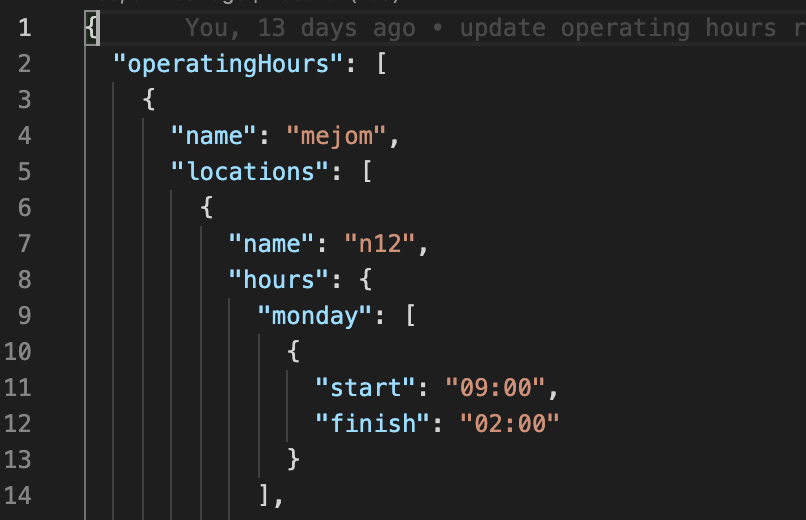 1 { You, 13 days ago • update operating hours
2 "operatingHours": [
3 {
4 "name": "mejom",
5 "locations": [
6 {
7 "name": "n12",
8 "hours": {
9 "monday": [
10 {
11 "start": "09:00",
12 "finish": "02:00"
13 }
14 ],